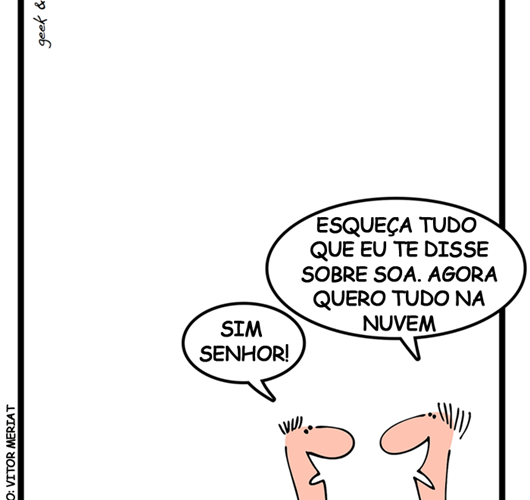 geek &
ESQUEÇA TUDO
QUE EU TE DISSE
SOBRE SOA. AGORA
QUERO TUDO NA
NUVEM
SIM
SENHOR!
O: VITOR MERIAT